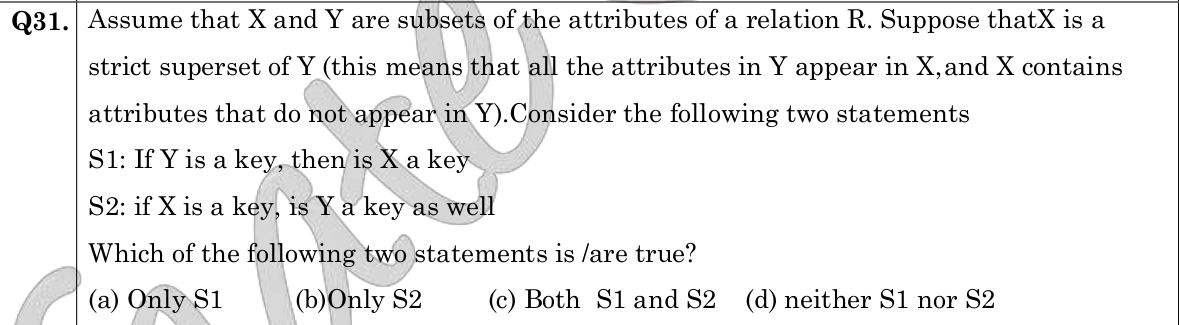 Q31. Assume that X and Y are subsets of the attributes of a relation R. Suppose thatX is a
strict superset of Y (this means that all the attributes in Y appear in X,and X contains
attributes that do not appear in Y).Consider the following two statements
S1: If Y is a key, then is X a key
S2: if X is a key, is Y a key as well
Which of the following two statements is /are true?
(a) Only S1 (b)Only S2 (c) Both S1 and S2 (d) neither S1 nor S2